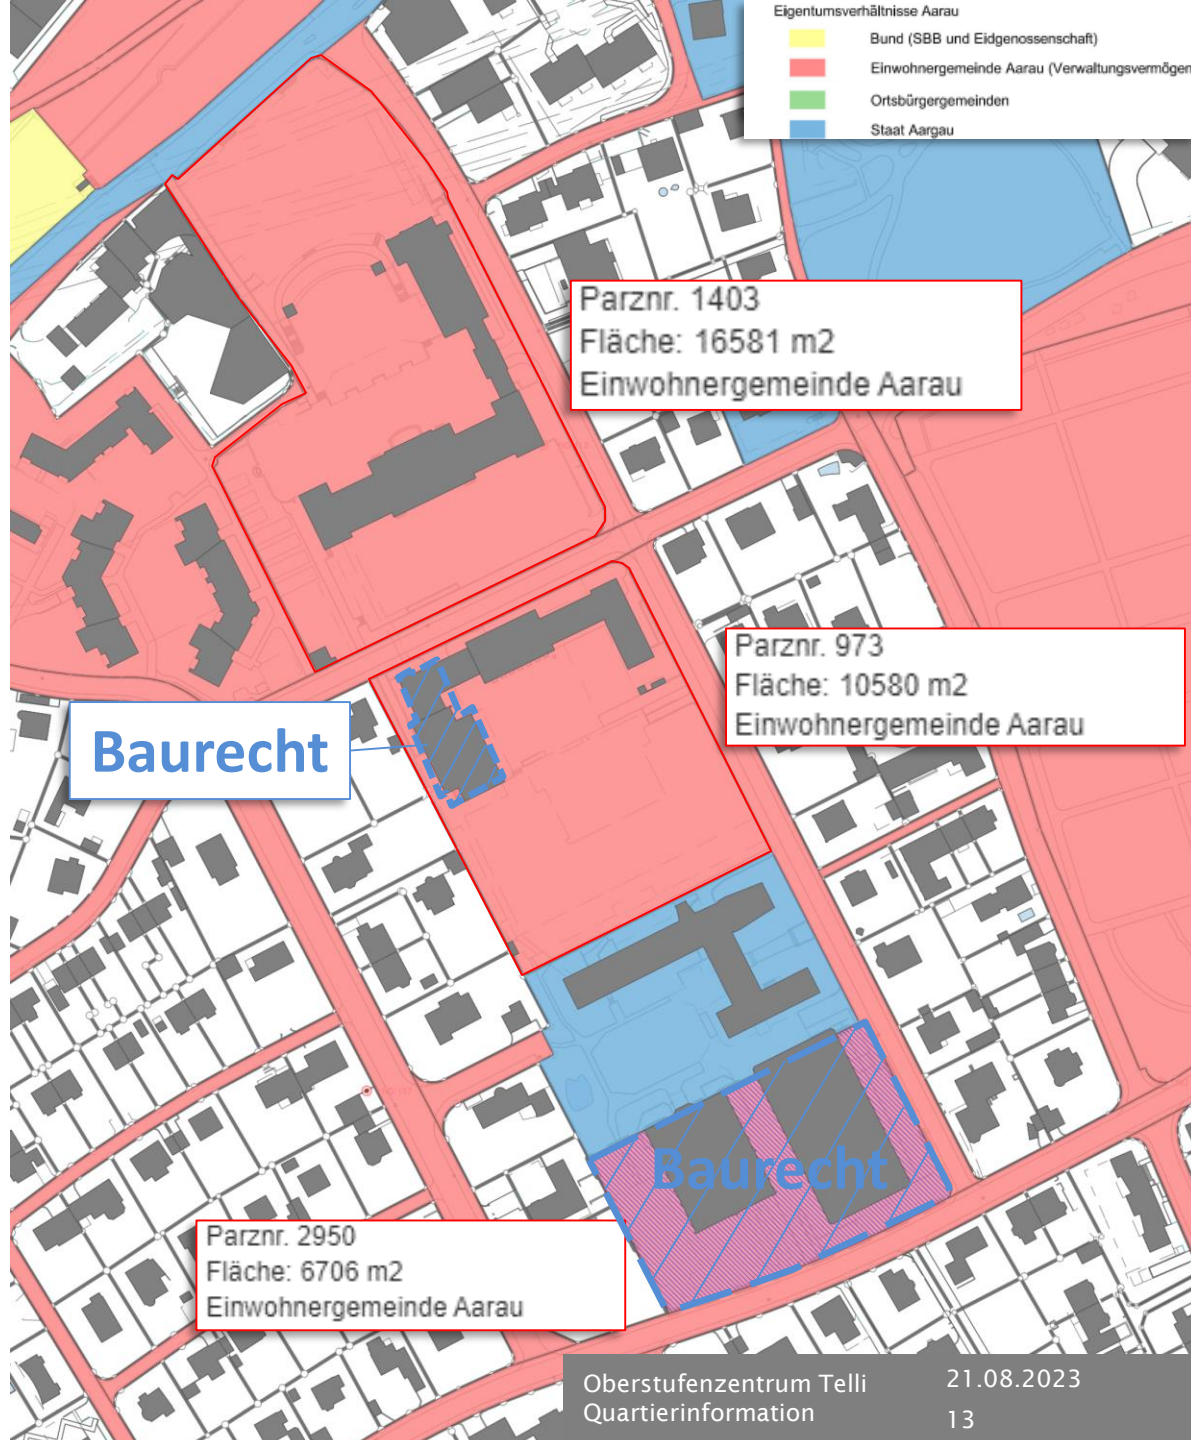 Eigentumsverhältnisse Aarau
Bund (SBB und Eidgenossenschaft)
Einwohnergemeinde Aarau (Verwaltungsvermögen
Ortsbürgergemeinden
Staat Aargau
Parznr. 1403
Fläche: 16581 m2
Einwohnergemeinde Aarau
Parznr. 973
Fläche: 10580 m2
Einwohnergemeinde Aarau
Baurecht
Baurecht
Parznr. 2950
Fläche: 6706 m2
Einwohnergemeinde Aarau
Oberstufenzentrum Telli
Quartierinformation
21.08.2023
13